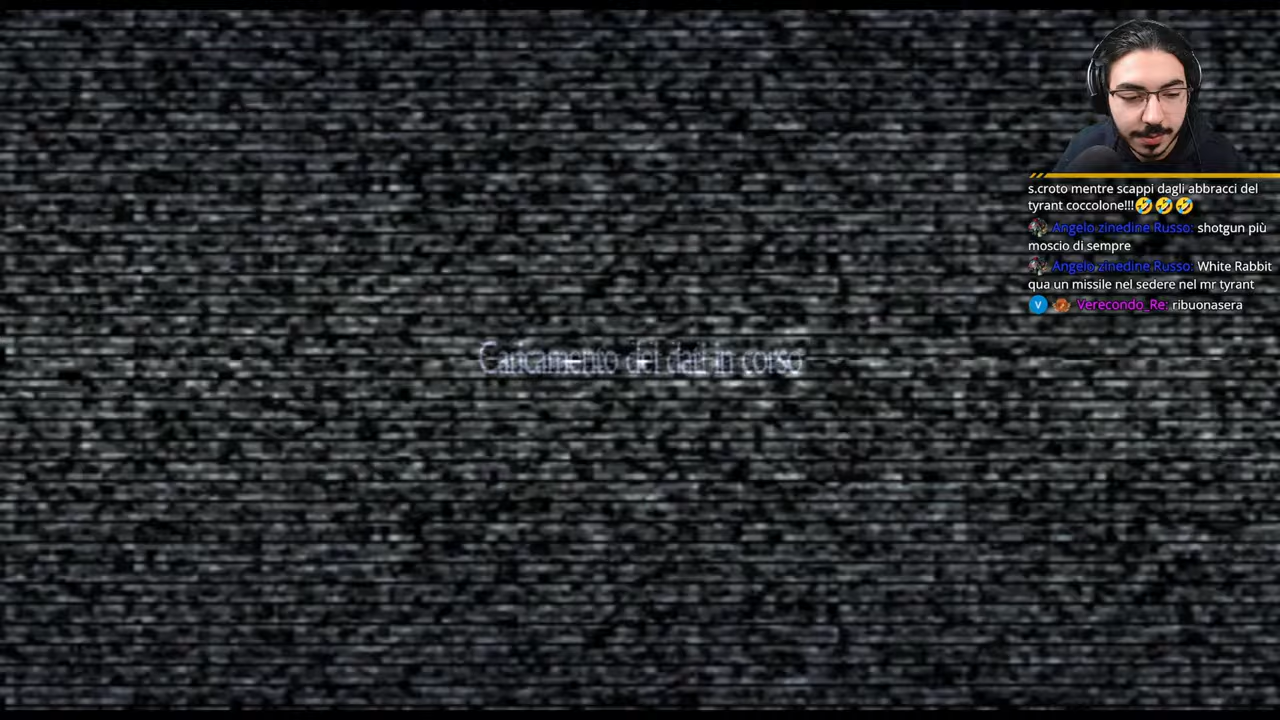 s.croto mentre scappi dagli abbracci del
tyrant coccolone!!!🤣🤣🤣
Angelo zinedine Russo: shotgun più
moscio di sempre
Angelo zinedine Russo: White Rabbit
qua un missile nel sedere nel mr tyrant
V Verecondo_Re: ribuonasera
Caricamento dei dati in corso